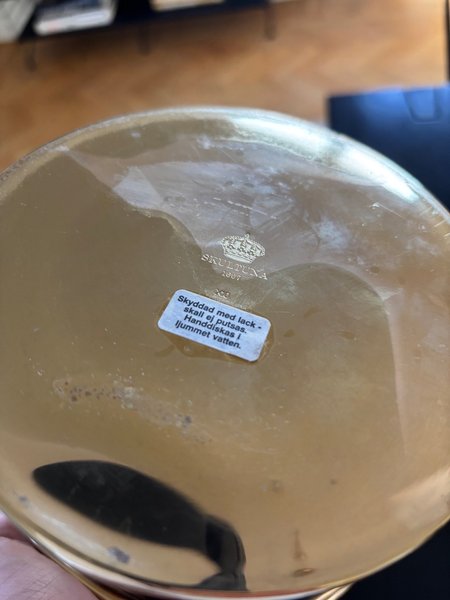 SKULTUNA
1607
Skyddad med lack -
skall ej putsas.
Handdiskas i
ljummet vatten.